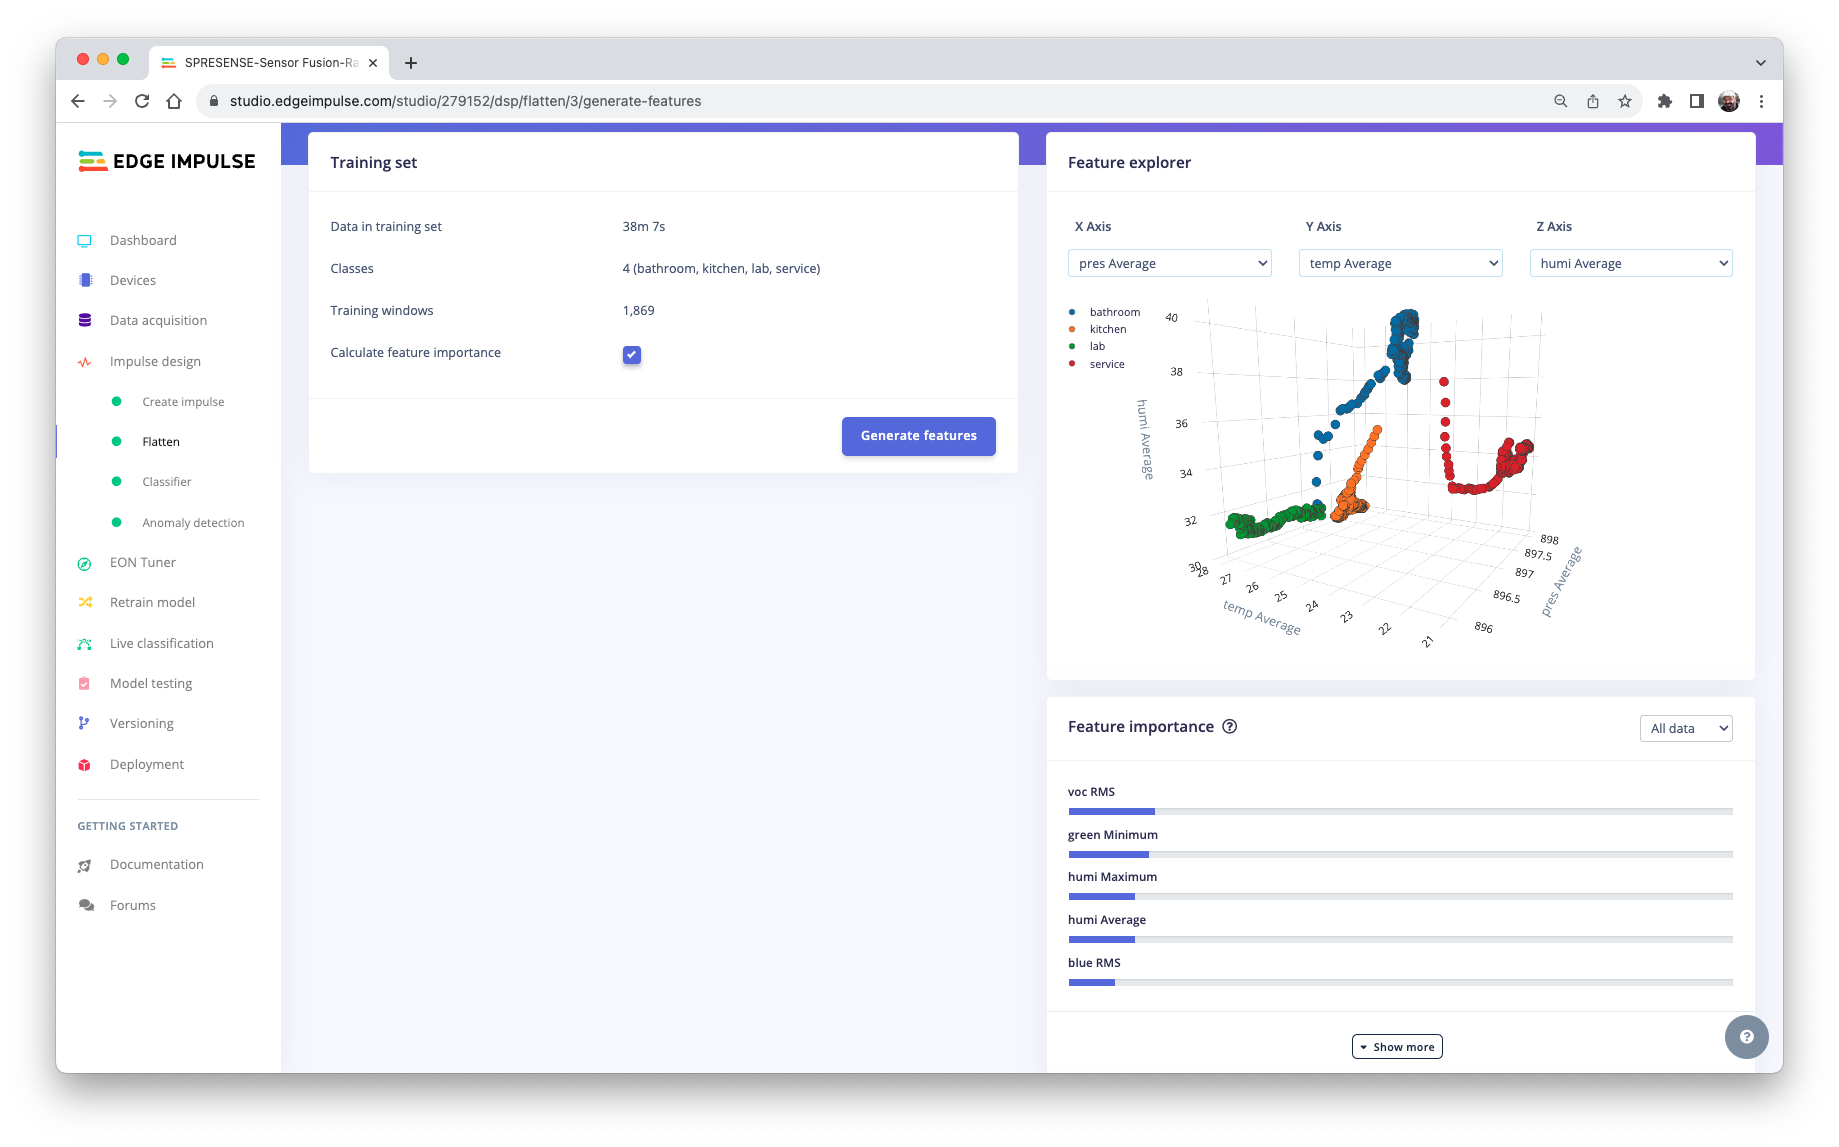 SPRESENSE-Sensor Fusion-Ra
studio.edgeimpulse.com/studio/279152/dsp/flatten/3/generate-features
EDGE IMPULSE
Dashboard
Devices
Data acquisition
Impulse design
Create impulse
Flatten
Classifier
Anomaly detection
EON Tuner
Retrain model
Live classification
Model testing
Versioning
Deployment
GETTING STARTED
Documentation
Forums
Training set
Data in training set 38m 7s
Classes 4 (bathroom, kitchen, lab, service)
Training windows 1,869
Calculate feature importance
Generate features
Feature explorer
X Axis Y Axis Z Axis
pres Average temp Average humi Average
bathroom
kitchen
lab
service
40
38
36
34
32
30
humi Average
28
27
26
25
24
23
22
21
temp Average
898
897.5
897
896.5
896
pres Average
Feature importance ?
All data
voc RMS
green Minimum
humi Maximum
humi Average
blue RMS
Show more
?